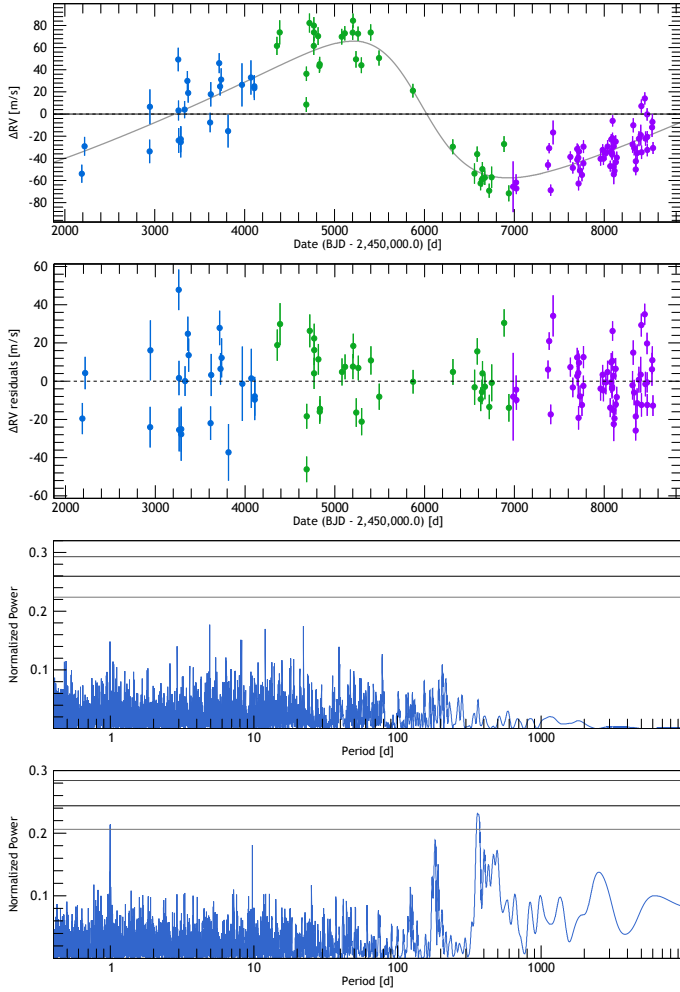 80
60
40
20
0
-20
-40
-60
-80
ΔRV [m/s]
2000 3000 4000 5000 6000 7000 8000
Date (BJD - 2,450,000.0) [d]
60
40
20
0
-20
-40
-60
ΔRV residuals [m/s]
2000 3000 4000 5000 6000 7000 8000
Date (BJD - 2,450,000.0) [d]
0.3
0.2
0.1
Normalized Power
1 10 100 1000
Period [d]
0.3
0.2
0.1
Normalized Power
1 10 100 1000
Period [d]